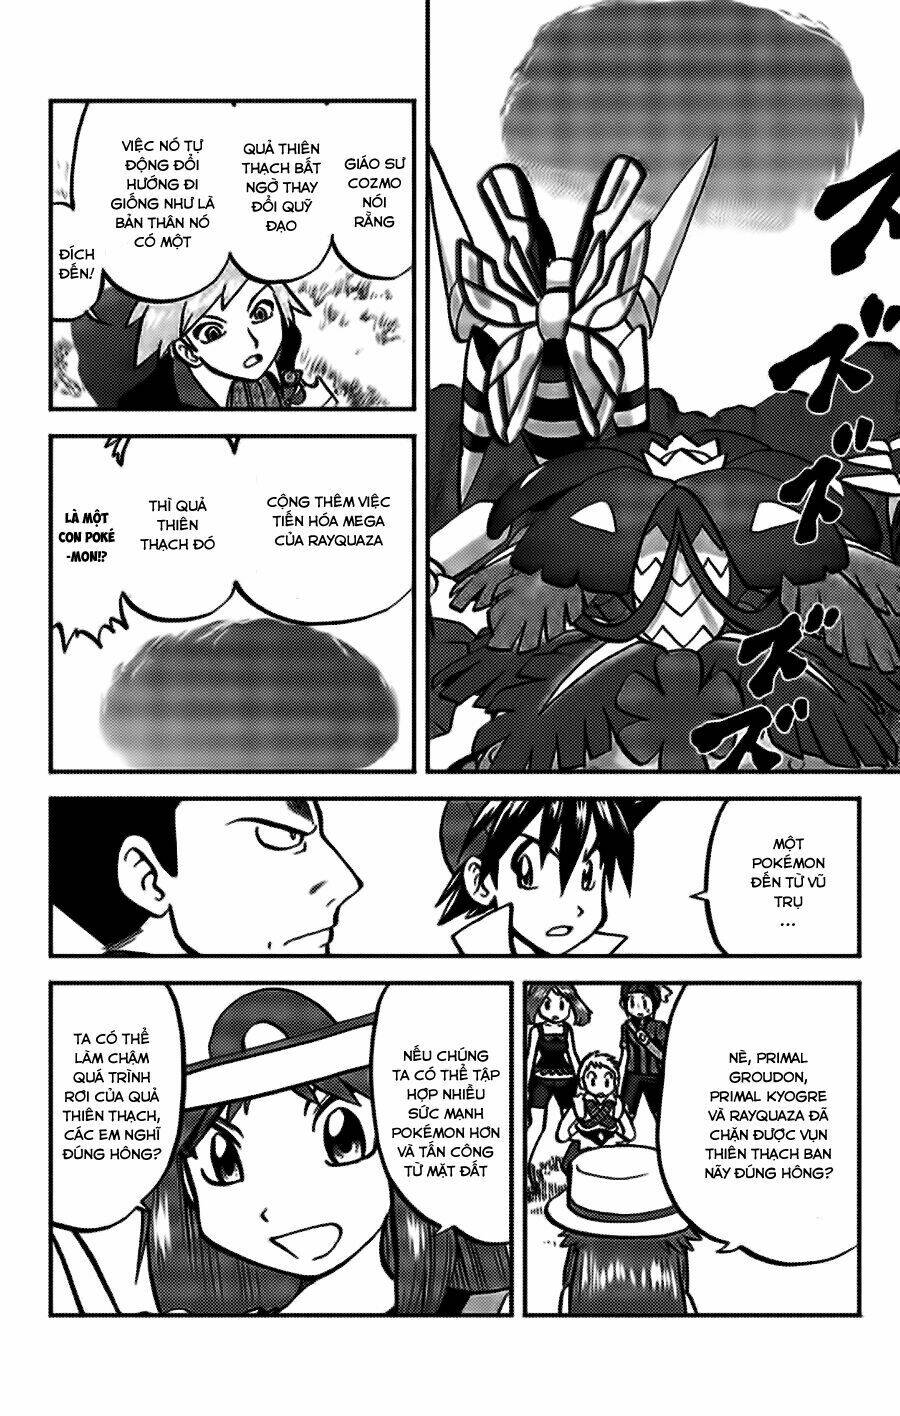 GIÁO SƯ
COZMO
NÓI
RẰNG
QUẢ THIÊN
THẠCH BẤT
NGỜ THAY
ĐỔI QUỸ
ĐẠO
VIỆC NÓ TỰ
ĐỘNG ĐỔI
HƯỚNG ĐI
GIỐNG NHƯ LÀ
BẢN THÂN NÓ
CÓ MỘT
ĐÍCH
ĐẾN!
ズ
ズ
ズ
ズ
ズ
CỘNG THÊM VIỆC
TIẾN HÓA MEGA
CỦA RAYQUAZA
THÌ QUẢ
THIÊN
THẠCH ĐÓ
LÀ MỘT
CON POKÉ
-MON!?
MỘT
POKÉMON
ĐẾN TỪ VŨ
TRỤ
...
NÈ, PRIMAL
GROUDON,
PRIMAL KYOGRE
VÀ RAYQUAZA ĐÃ
CHẶN ĐƯỢC VỤN
THIÊN THẠCH BAN
NÃY ĐÚNG HÔNG?
NẾU CHÚNG
TA CÓ THỂ TẬP
HỢP NHIỀU
SỨC MẠNH
POKÉMON HƠN
VÀ TẤN CÔNG
TỪ MẶT ĐẤT
TA CÓ THỂ
LÀM CHẬM
QUÁ TRÌNH
RƠI CỦA QUẢ
THIÊN THẠCH,
CÁC EM NGHĨ
ĐÚNG HÔNG?